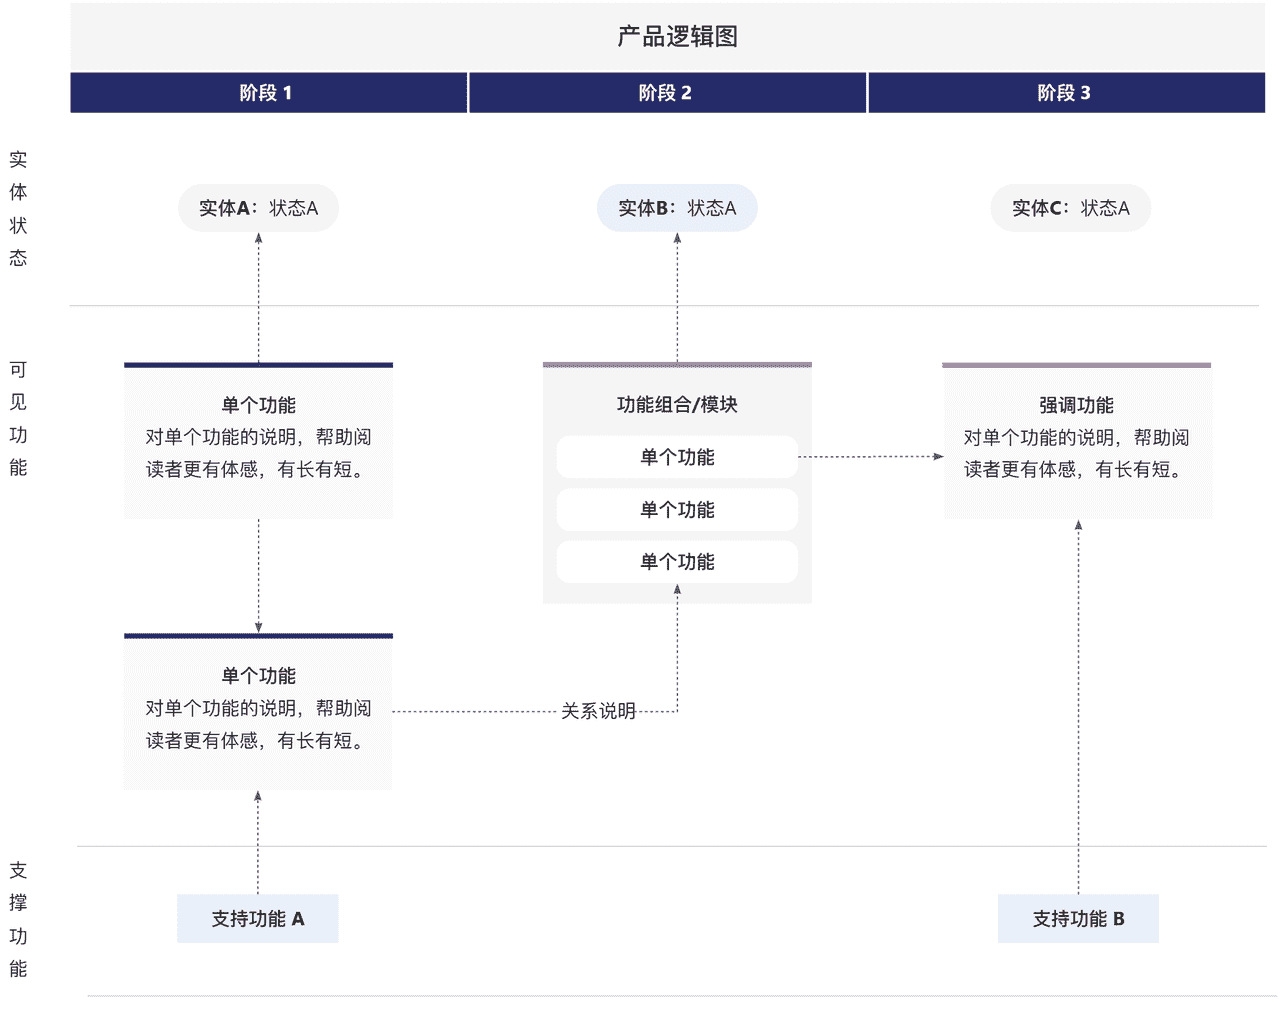 产品逻辑图
阶段 1
阶段 2
阶段 3
实体状态
实体A：状态A
实体B：状态A
实体C：状态A
可见功能
单个功能
对单个功能的说明，帮助阅
读者更有体感，有长有短。
功能组合/模块
单个功能
单个功能
单个功能
强调功能
对单个功能的说明，帮助阅
读者更有体感，有长有短。
单个功能
对单个功能的说明，帮助阅
读者更有体感，有长有短。
关系说明
支撑功能
支持功能 A
支持功能 B